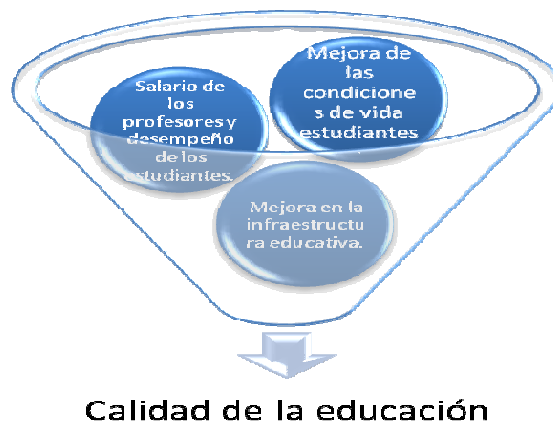 Salario de
los
profesores y
desempeño
de los
estudiantes.
Mejora de
las
condicione
s de vida
estudiantes
Mejora en la
infraestructu
ra educativa.
Calidad de la educación